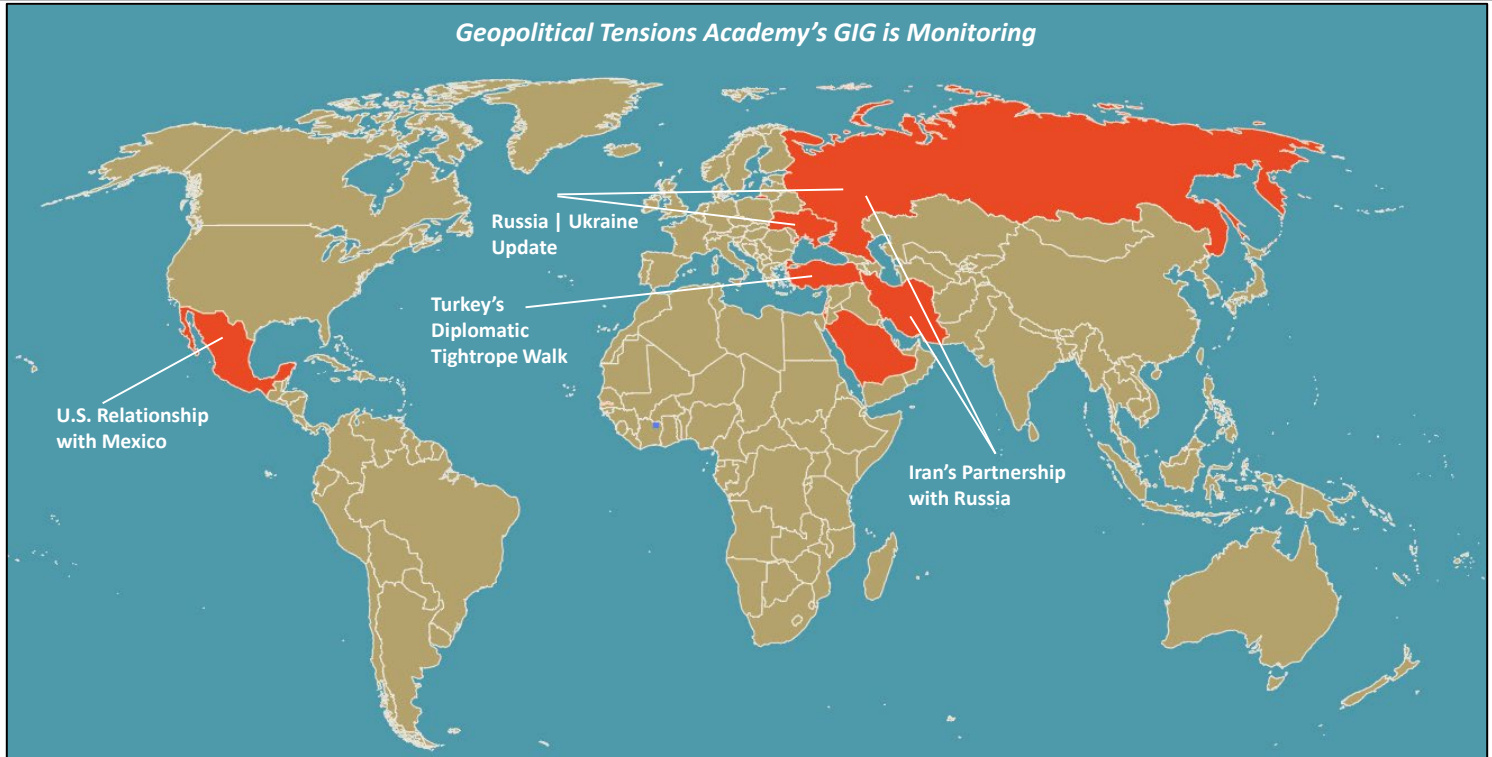 Geopolitical Tensions Academy’s GIG is Monitoring
Russia | Ukraine
Update
Turkey’s
Diplomatic
Tightrope Walk
U.S. Relationship
with Mexico
Iran’s Partnership
with Russia